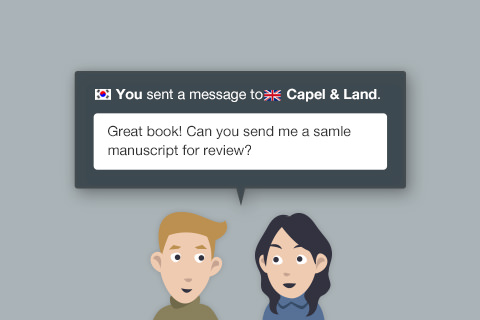 You sent a message to Capel & Land.
Great book! Can you send me a samle
manuscript for review?